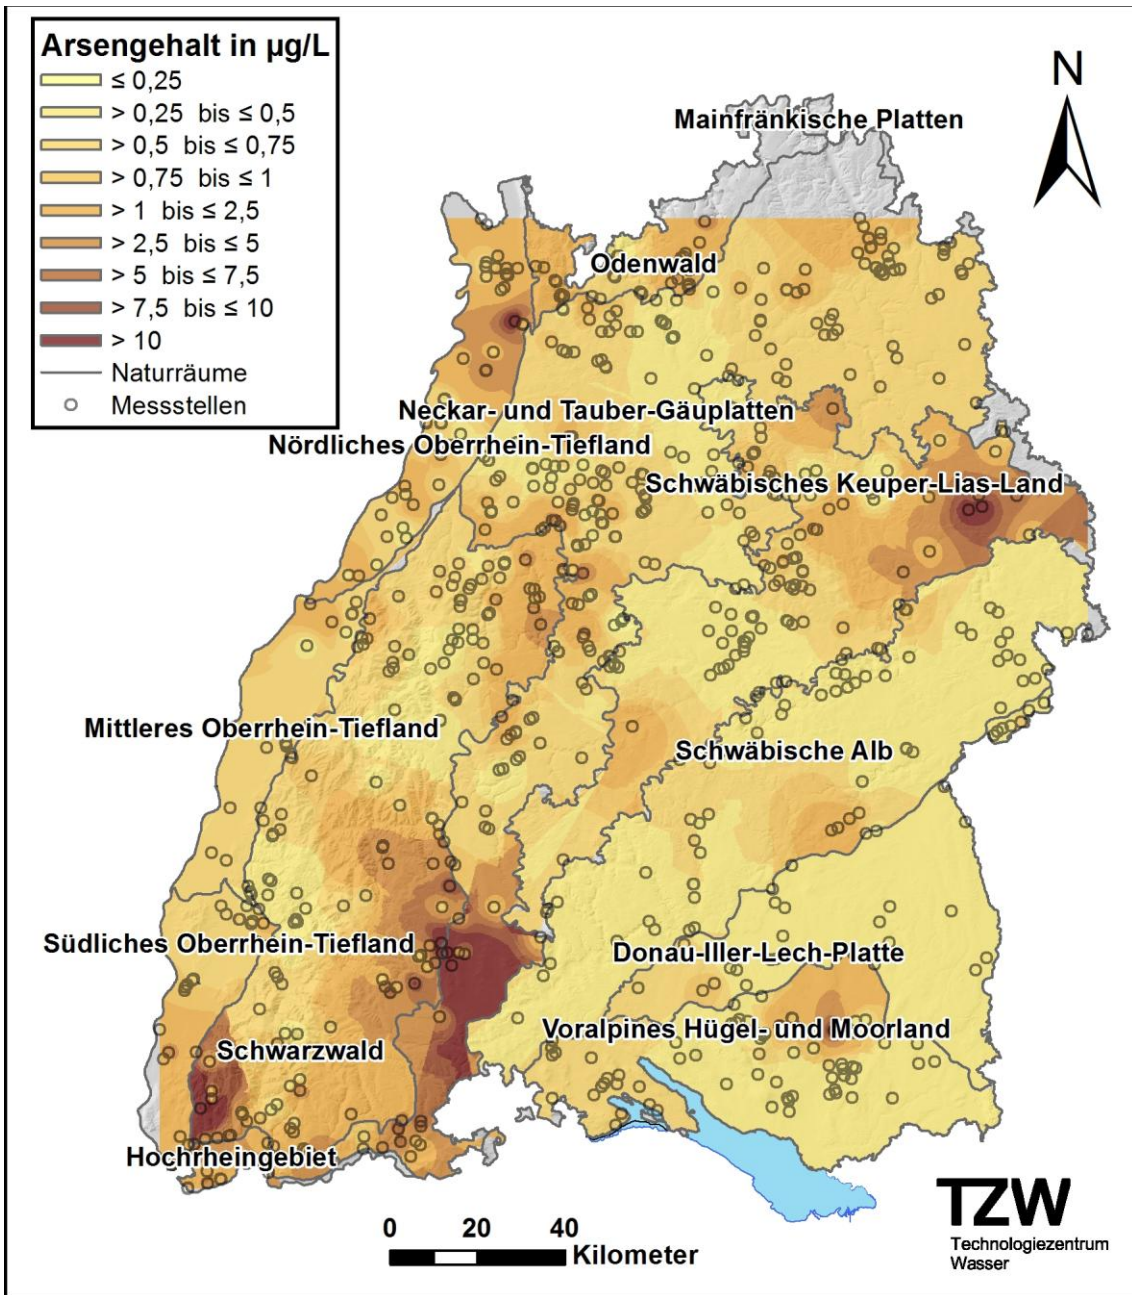 Arsengehalt in µg/L
≤ 0,25
> 0,25 bis ≤ 0,5
> 0,5 bis ≤ 0,75
> 0,75 bis ≤ 1
> 1 bis ≤ 2,5
> 2,5 bis ≤ 5
> 5 bis ≤ 7,5
> 7,5 bis ≤ 10
> 10
Naturräume
Messstellen
N
Mainfränkische Platten
Odenwald
Neckar- und Tauber-Gäuplatten
Nördliches Oberrhein-Tiefland
Schwäbisches Keuper-Lias-Land
Mittleres Oberrhein-Tiefland
Schwäbische Alb
Südliches Oberrhein-Tiefland
Donau-Iller-Lech-Platte
Voralpines Hügel- und Moorland
Schwarzwald
Hochrheingebiet
0 20 40
Kilometer
TZW
Technologiezentrum
Wasser